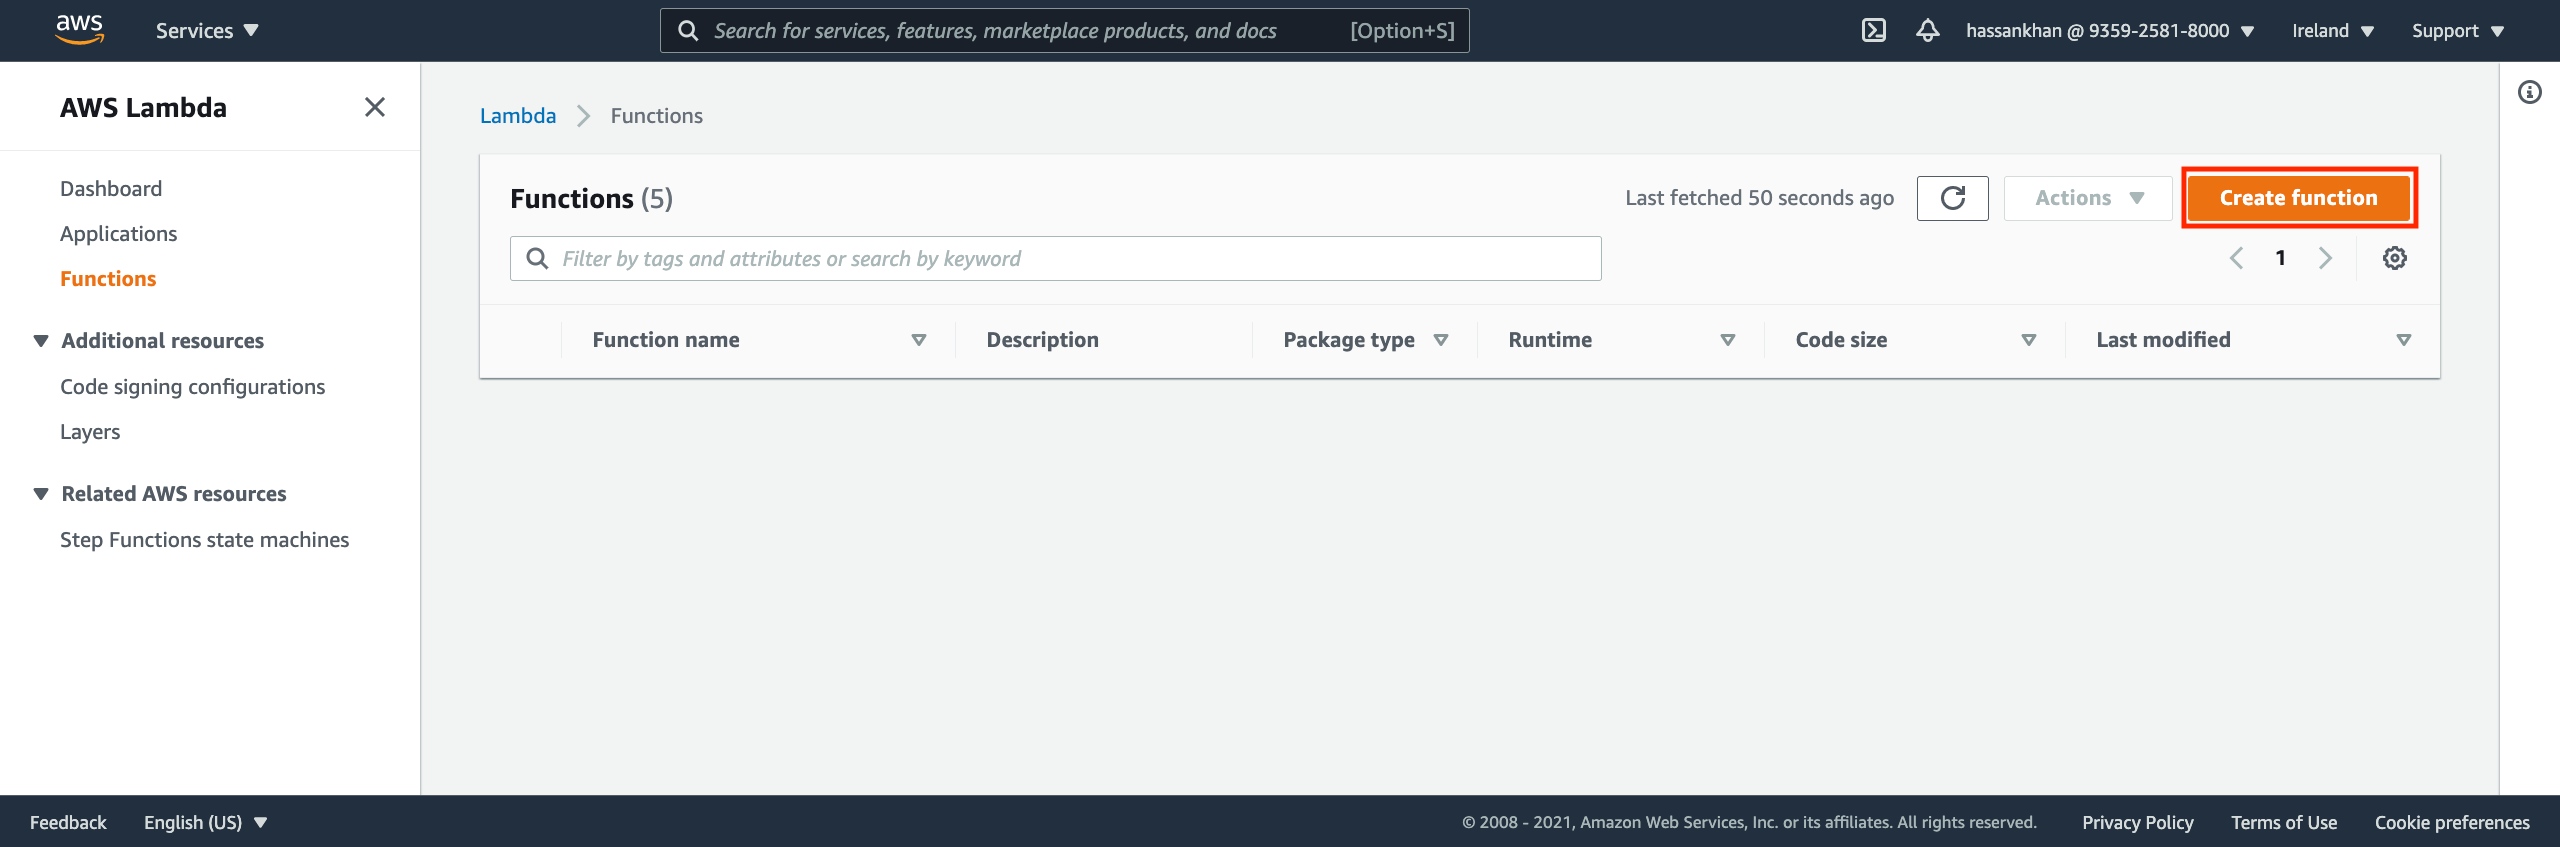 aws Services Search for services, features, marketplace products, and docs [Option+S] hassankhan @ 9359-2581-8000 Ireland Support
AWS Lambda
Dashboard
Applications
Functions
Additional resources
Code signing configurations
Layers
Related AWS resources
Step Functions state machines
Lambda Functions
Functions (5) Last fetched 50 seconds ago Actions Create function
Filter by tags and attributes or search by keyword 1
Function name Description Package type Runtime Code size Last modified
Feedback English (US) © 2008 - 2021, Amazon Web Services, Inc. or its affiliates. All rights reserved. Privacy Policy Terms of Use Cookie preferences